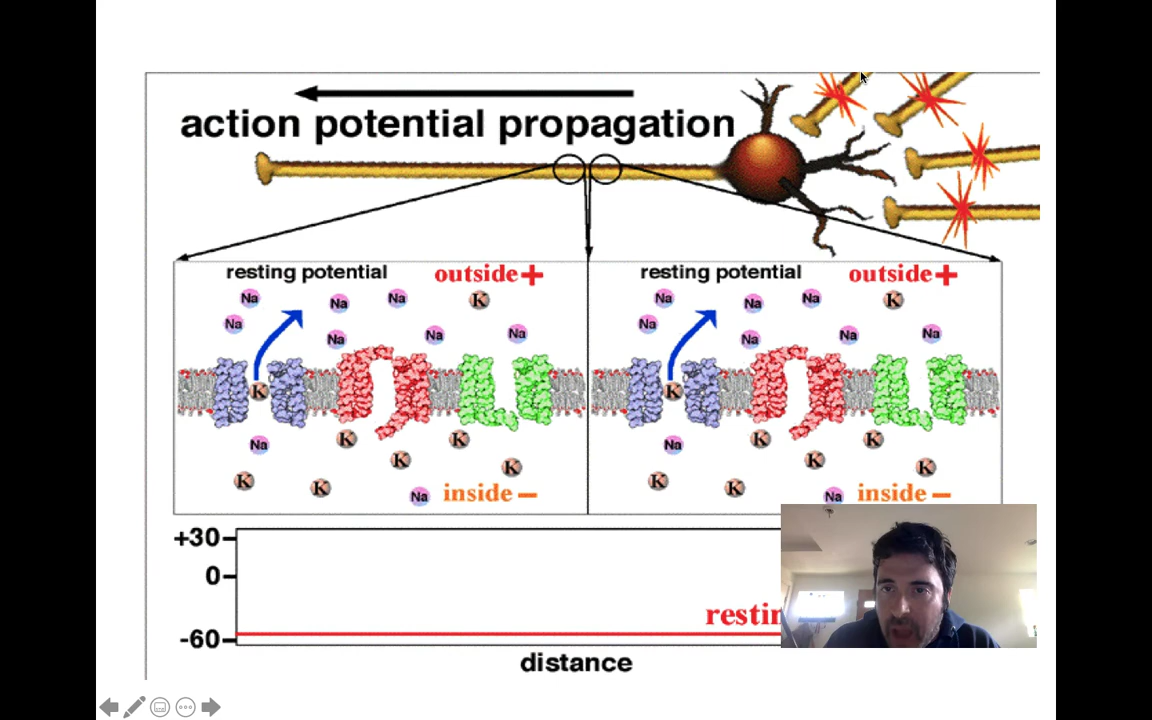 action potential propagation
resting potential outside+ resting potential outside+
Na Na Na K Na Na Na K
Na Na Na Na Na Na Na Na
K K
Na K K Na K K
K K
K K K K K K
Na inside – Na inside –
+30
0
restin
-60
distance